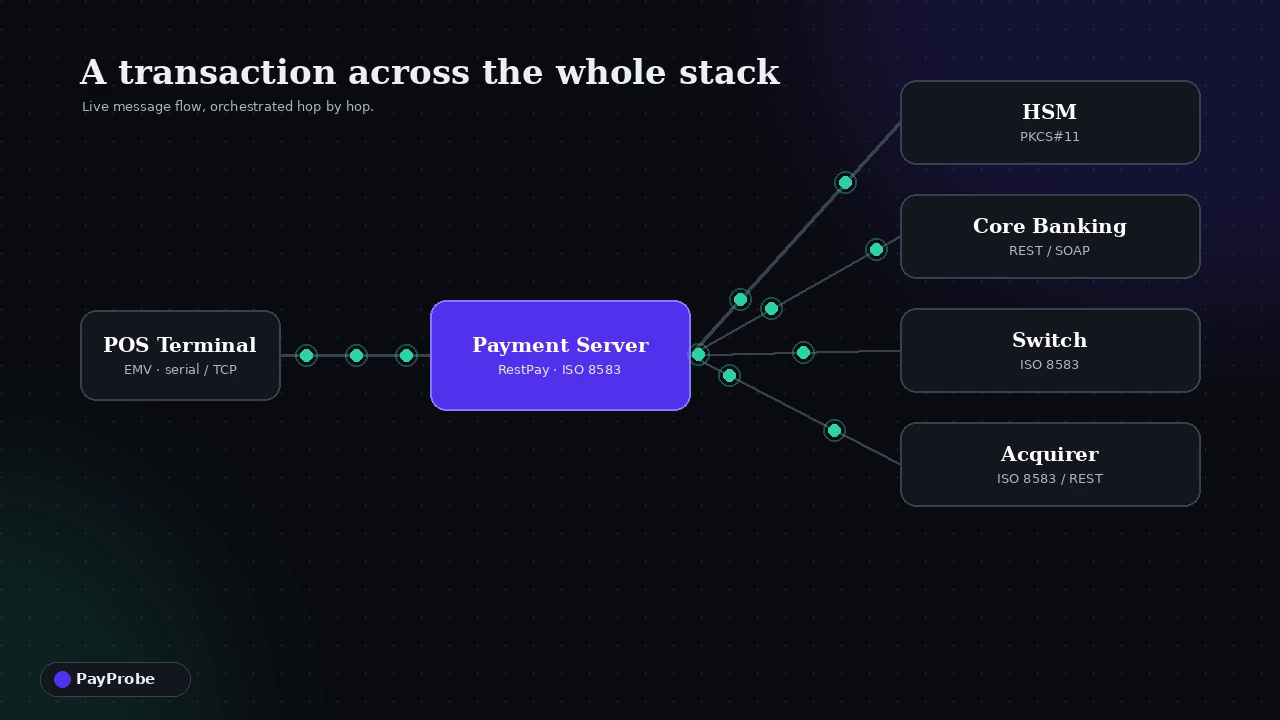 A transaction across the whole stack
Live message flow, orchestrated hop by hop.
HSM
PKCS#11
Core Banking
REST / SOAP
POS Terminal
EMV · serial / TCP
Payment Server
RestPay · ISO 8583
Switch
ISO 8583
Acquirer
ISO 8583 / REST
PayProbe